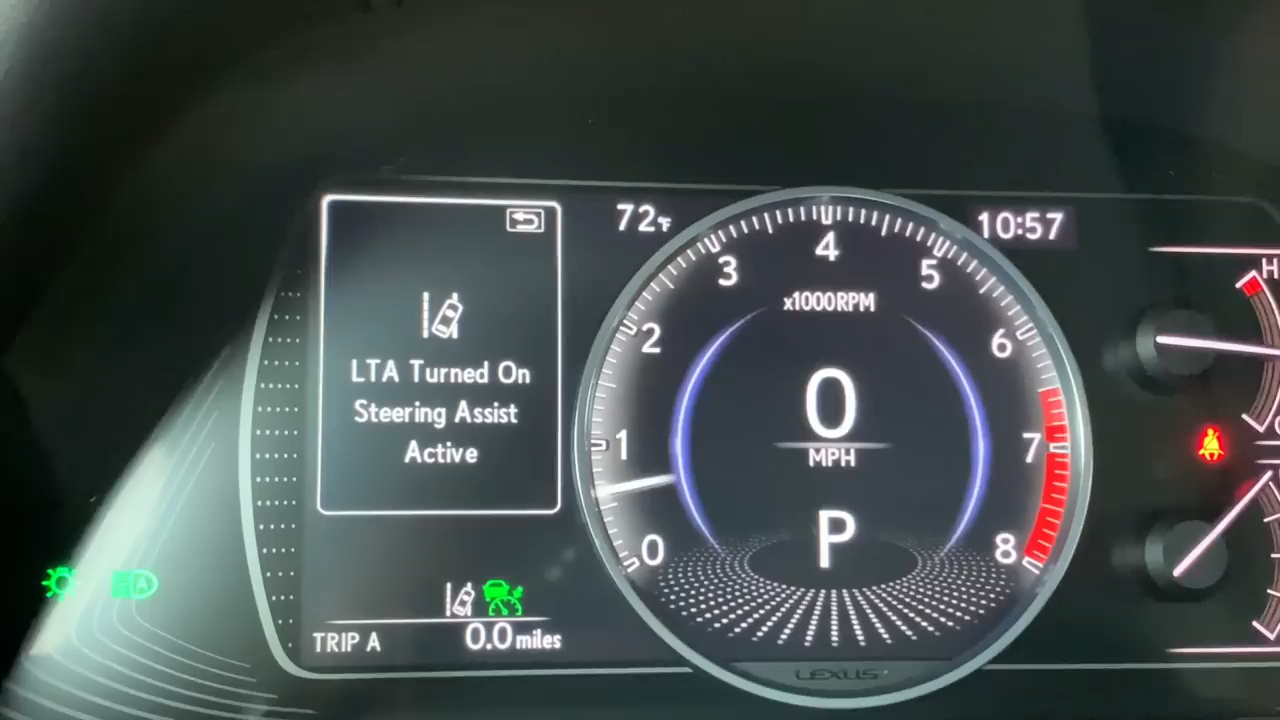 72°F
10:57
LTA Turned On
Steering Assist
Active
x1000RPM
0
1
2
3
4
5
6
7
8
0
MPH
P
H
A
TRIP A
0.0 miles
LEXUS